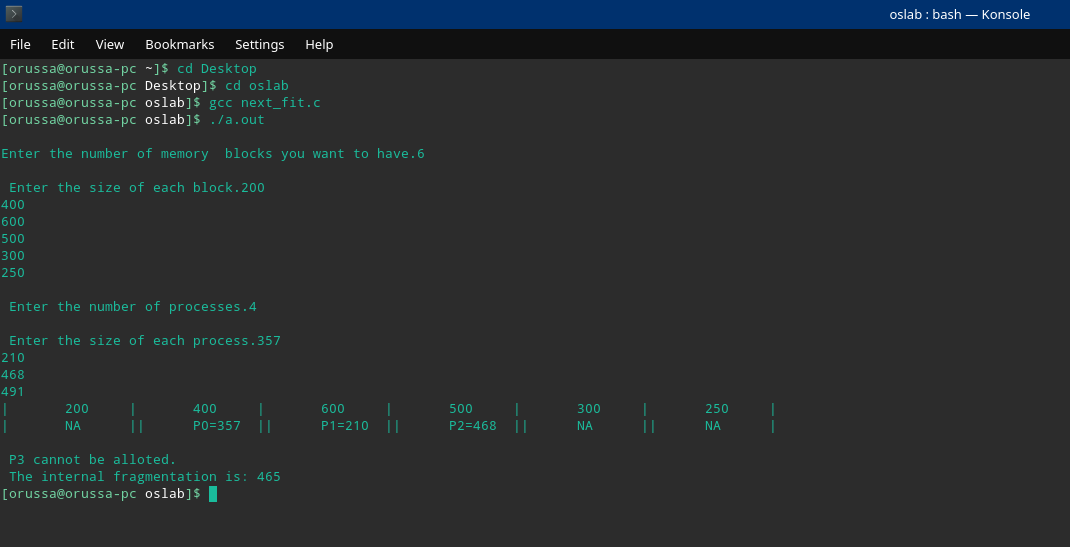 oslab : bash — Konsole
File Edit View Bookmarks Settings Help
[orussa@orussa-pc ~]$ cd Desktop
[orussa@orussa-pc Desktop]$ cd oslab
[orussa@orussa-pc oslab]$ gcc next_fit.c
[orussa@orussa-pc oslab]$ ./a.out
Enter the number of memory  blocks you want to have.6
Enter the size of each block.200
400
600
500
300
250
Enter the number of processes.4
Enter the size of each process.357
210
468
491
|       200     |       400     |       600     |       500     |       300     |       250     |
|       NA      ||      P0=357  ||      P1=210  ||      P2=468  ||      NA      ||      NA      |
P3 cannot be alloted.
The internal fragmentation is: 465
[orussa@orussa-pc oslab]$